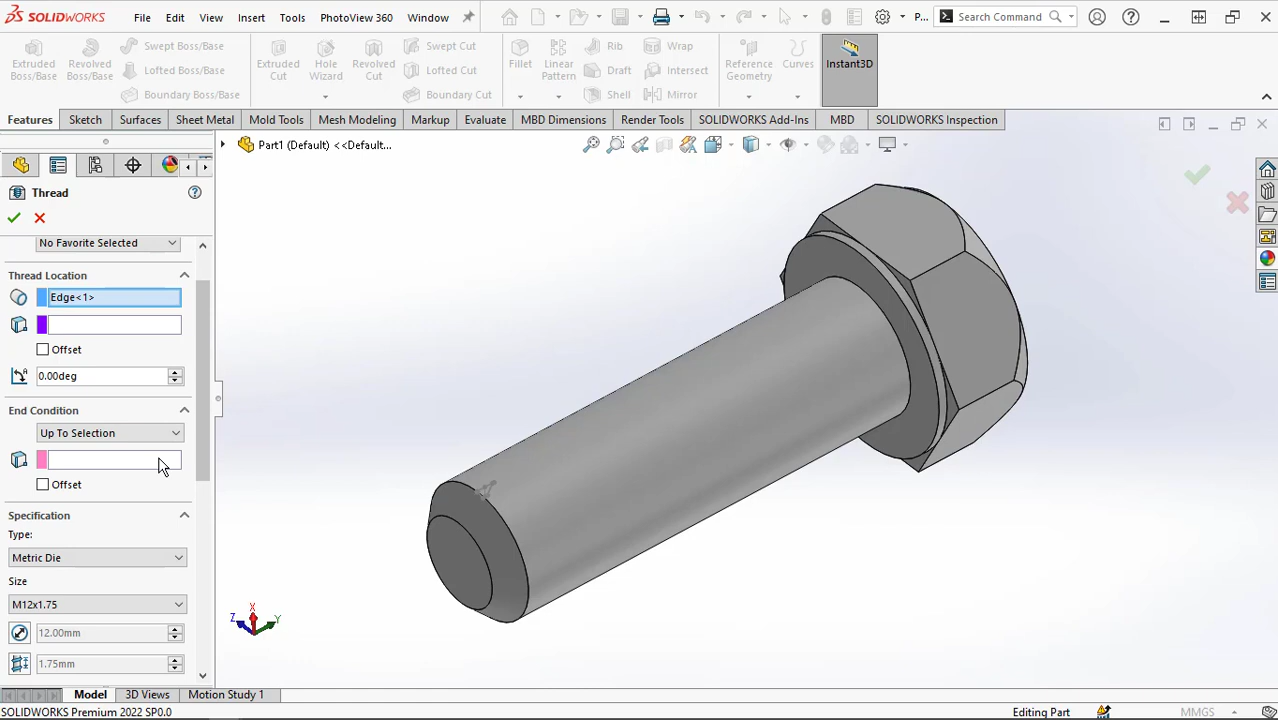 SOLIDWORKS File Edit View Insert Tools PhotoView 360 Window P... Search Command
Extruded Boss/Base
Revolved Boss/Base
Swept Boss/Base
Lofted Boss/Base
Boundary Boss/Base
Extruded Cut
Hole Wizard
Revolved Cut
Swept Cut
Lofted Cut
Boundary Cut
Fillet
Linear Pattern
Rib
Draft
Shell
Wrap
Intersect
Mirror
Reference Geometry
Curves
Instant3D
Features Sketch Surfaces Sheet Metal Mold Tools Mesh Modeling Markup Evaluate MBD Dimensions Render Tools SOLIDWORKS Add-Ins MBD SOLIDWORKS Inspection
Part1 (Default) <<Default...
Thread
No Favorite Selected
Thread Location
Edge<1>
Offset
0.00deg
End Condition
Up To Selection
Offset
Specification
Type:
Metric Die
Size
M12x1.75
12.00mm
1.75mm
X
Z
Y
Model 3D Views Motion Study 1
SOLIDWORKS Premium 2022 SP0.0 Editing Part MMGS